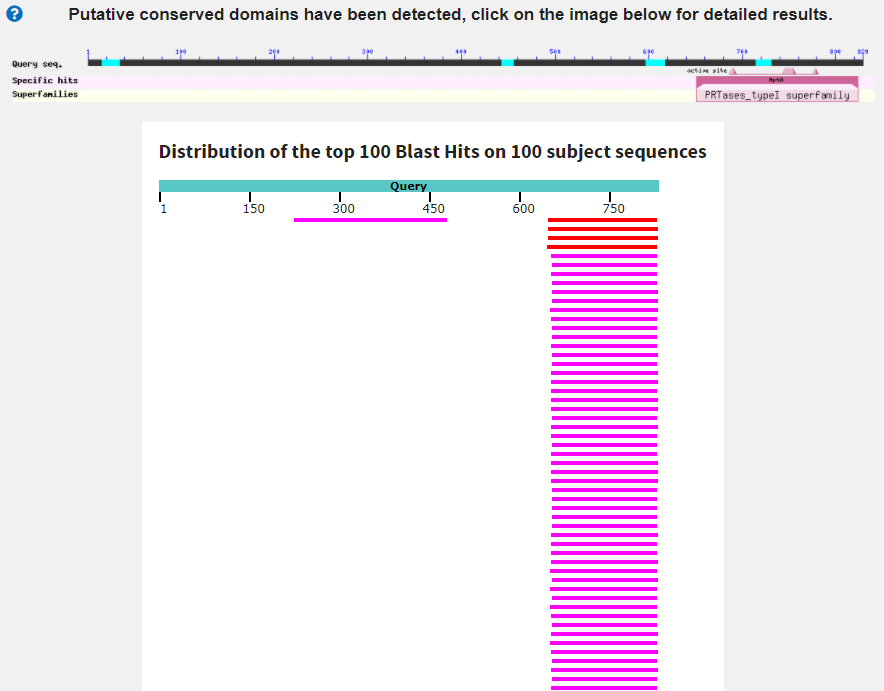 ?
Putative conserved domains have been detected, click on the image below for detailed results.
1 100 200 300 400 500 600 700 800 829
Query seq.
active site
Specific hits
HptA
Superfamilies
PRTases_typeI superfamily
Distribution of the top 100 Blast Hits on 100 subject sequences
Query
1 150 300 450 600 750